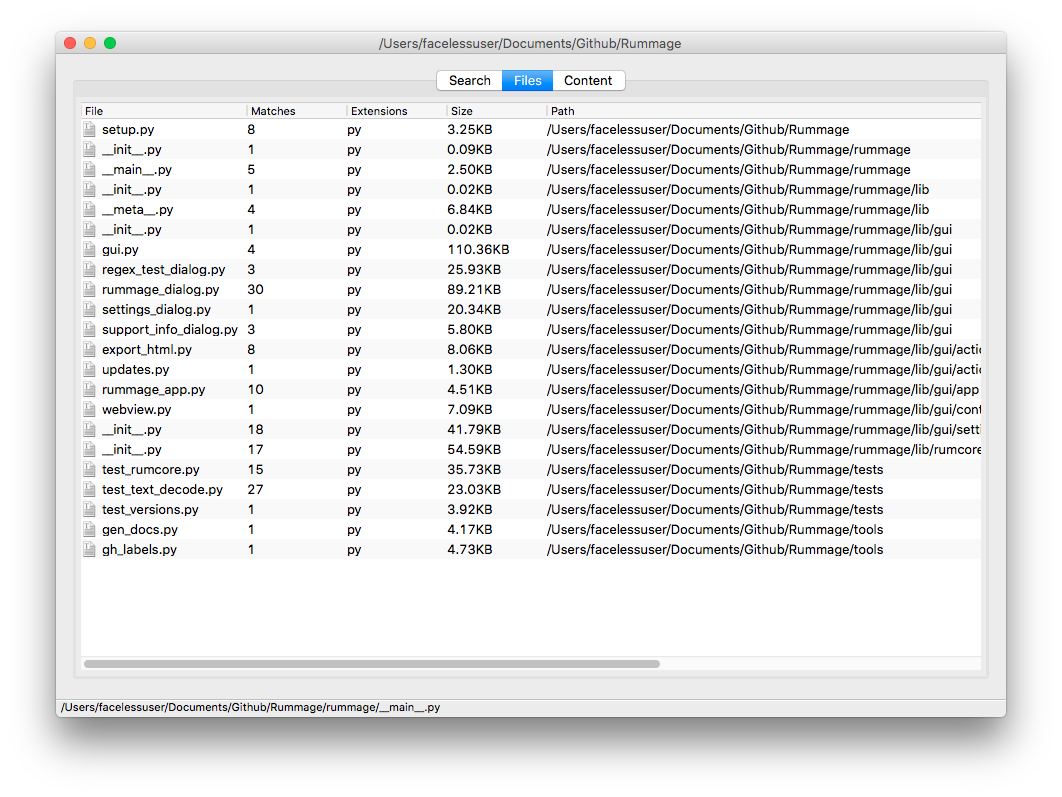 /Users/facelessuser/Documents/Github/Rummage
Search Files Content
File Matches Extensions Size Path
setup.py 8 py 3.25KB /Users/facelessuser/Documents/Github/Rummage
__init__.py 1 py 0.09KB /Users/facelessuser/Documents/Github/Rummage/rummage
__main__.py 5 py 2.50KB /Users/facelessuser/Documents/Github/Rummage/rummage
__init__.py 1 py 0.02KB /Users/facelessuser/Documents/Github/Rummage/rummage/lib
__meta__.py 4 py 6.84KB /Users/facelessuser/Documents/Github/Rummage/rummage/lib
__init__.py 1 py 0.02KB /Users/facelessuser/Documents/Github/Rummage/rummage/lib/gui
gui.py 4 py 110.36KB /Users/facelessuser/Documents/Github/Rummage/rummage/lib/gui
regex_test_dialog.py 3 py 25.93KB /Users/facelessuser/Documents/Github/Rummage/rummage/lib/gui
rummage_dialog.py 30 py 89.21KB /Users/facelessuser/Documents/Github/Rummage/rummage/lib/gui
settings_dialog.py 1 py 20.34KB /Users/facelessuser/Documents/Github/Rummage/rummage/lib/gui
support_info_dialog.py 3 py 5.80KB /Users/facelessuser/Documents/Github/Rummage/rummage/lib/gui
export_html.py 8 py 8.06KB /Users/facelessuser/Documents/Github/Rummage/rummage/lib/gui/actio
updates.py 1 py 1.30KB /Users/facelessuser/Documents/Github/Rummage/rummage/lib/gui/actio
rummage_app.py 10 py 4.51KB /Users/facelessuser/Documents/Github/Rummage/rummage/lib/gui/app
webview.py 1 py 7.09KB /Users/facelessuser/Documents/Github/Rummage/rummage/lib/gui/cont
__init__.py 18 py 41.79KB /Users/facelessuser/Documents/Github/Rummage/rummage/lib/gui/setti
__init__.py 17 py 54.59KB /Users/facelessuser/Documents/Github/Rummage/rummage/lib/rumcore
test_rumcore.py 15 py 35.73KB /Users/facelessuser/Documents/Github/Rummage/tests
test_text_decode.py 27 py 23.03KB /Users/facelessuser/Documents/Github/Rummage/tests
test_versions.py 1 py 3.92KB /Users/facelessuser/Documents/Github/Rummage/tests
gen_docs.py 1 py 4.17KB /Users/facelessuser/Documents/Github/Rummage/tools
gh_labels.py 1 py 4.73KB /Users/facelessuser/Documents/Github/Rummage/tools
/Users/facelessuser/Documents/Github/Rummage/rummage/__main__.py